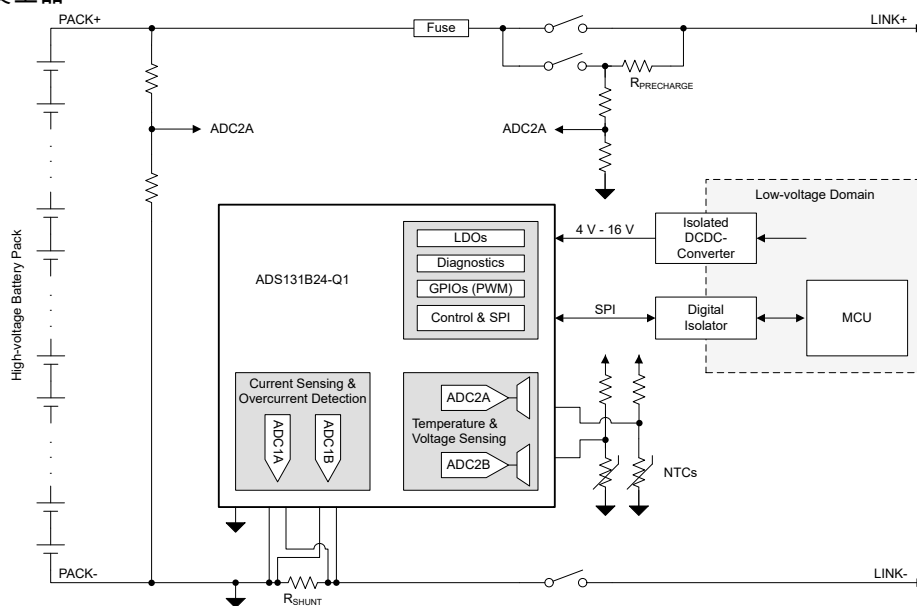 PACK+
Fuse
LINK+
R_PRECHARGE
ADC2A
ADC2A
High-voltage Battery Pack
Low-voltage Domain
ADS131B24-Q1
LDOs
Diagnostics
GPIOs (PWM)
Control & SPI
4 V - 16 V
Isolated
DCDC-
Converter
SPI
Digital
Isolator
MCU
Current Sensing &
Overcurrent Detection
ADC1A
ADC1B
ADC2A
Temperature &
Voltage Sensing
ADC2B
NTCs
PACK-
R_SHUNT
LINK-